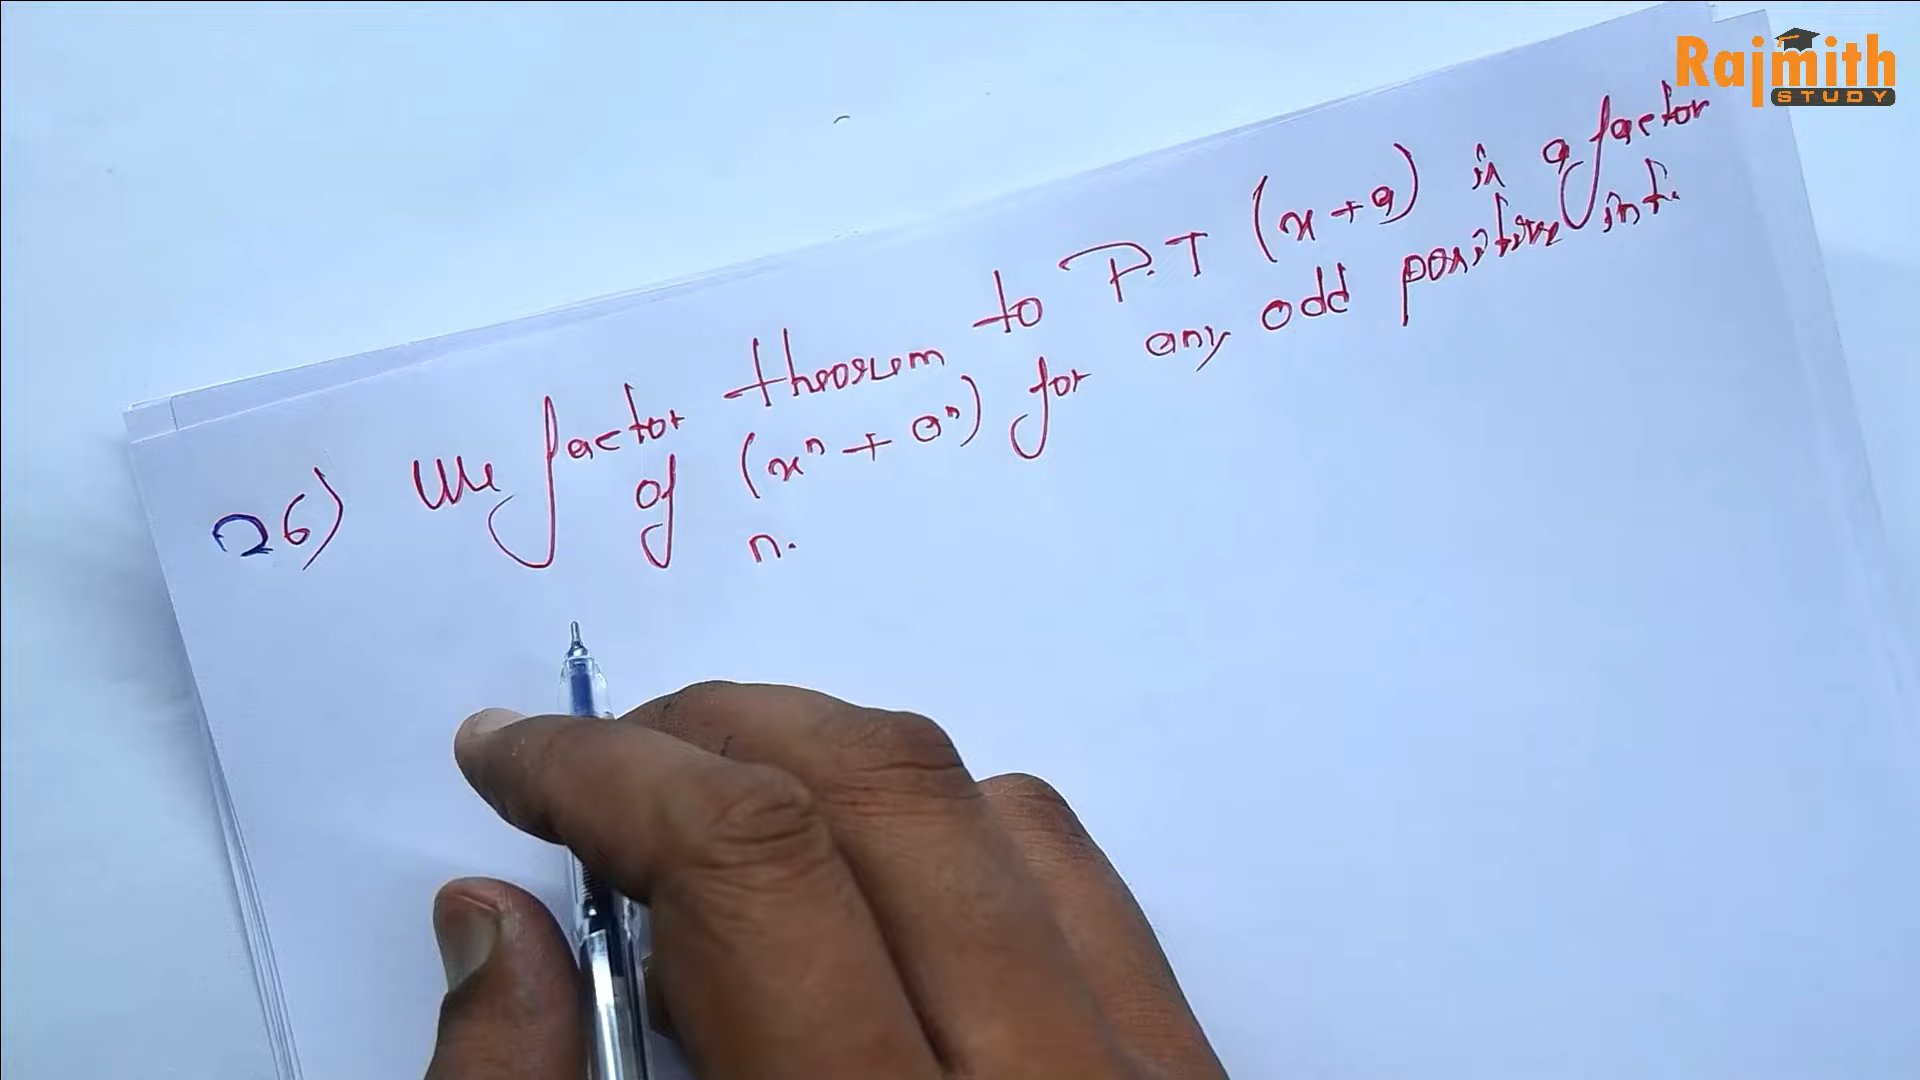 Rajmith
STUDY
Q6) Use factor theorem to P.T (x + a) is a factor
of (xⁿ + aⁿ) for any odd positive int.
n.